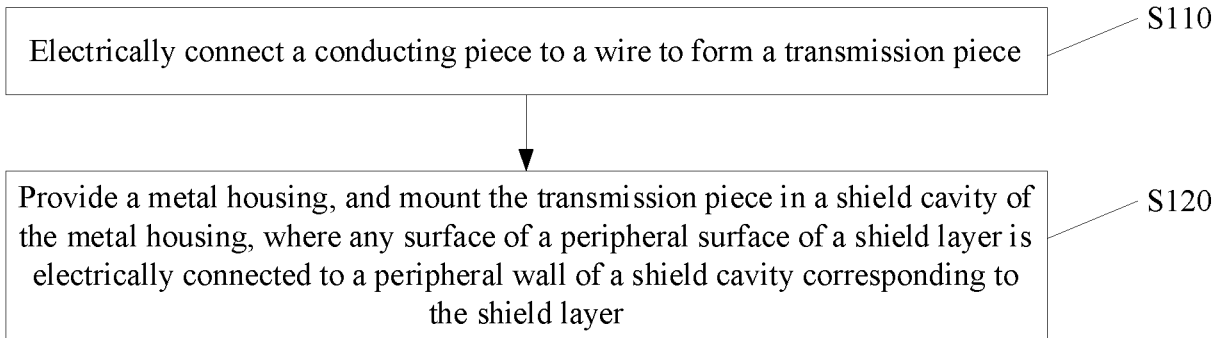 S110
Electrically connect a conducting piece to a wire to form a transmission piece
Provide a metal housing, and mount the transmission piece in a shield cavity of
S120
the metal housing, where any surface of a peripheral surface of a shield layer is
electrically connected to a peripheral wall of a shield cavity corresponding to
the shield layer